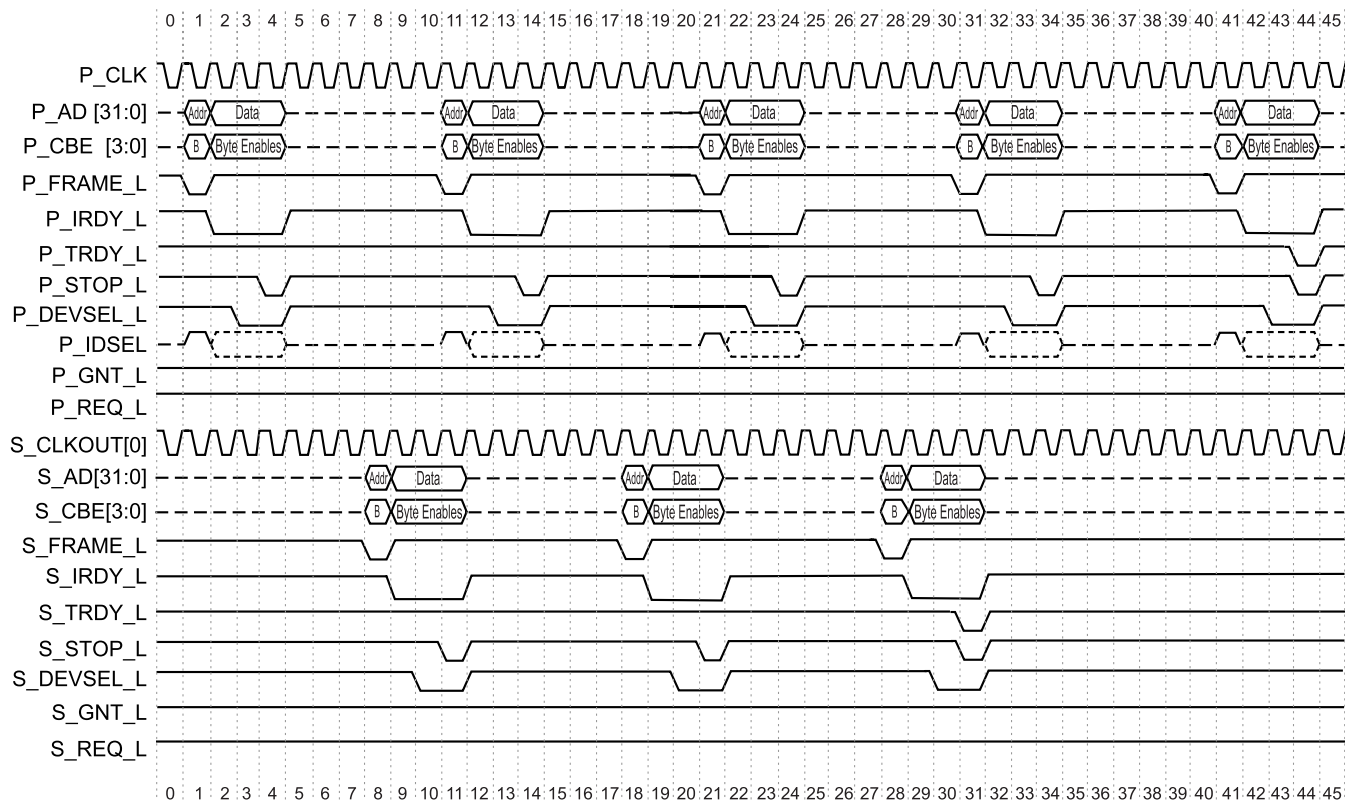 0 1 2 3 4 5 6 7 8 9 10 11 12 13 14 15 16 17 18 19 20 21 22 23 24 25 26 27 28 29 30 31 32 33 34 35 36 37 38 39 40 41 42 43 44 45
P_CLK
P_AD [31:0] Addr Data Addr Data Addr Data Addr Data Addr Data
P_CBE [3:0] B Byte Enables B Byte Enables B Byte Enables B Byte Enables B Byte Enables
P_FRAME_L
P_IRDY_L
P_TRDY_L
P_STOP_L
P_DEVSEL_L
P_IDSEL
P_GNT_L
P_REQ_L
S_CLKOUT[0]
S_AD[31:0] Addr Data Addr Data Addr Data
S_CBE[3:0] B Byte Enables B Byte Enables B Byte Enables
S_FRAME_L
S_IRDY_L
S_TRDY_L
S_STOP_L
S_DEVSEL_L
S_GNT_L
S_REQ_L
0 1 2 3 4 5 6 7 8 9 10 11 12 13 14 15 16 17 18 19 20 21 22 23 24 25 26 27 28 29 30 31 32 33 34 35 36 37 38 39 40 41 42 43 44 45